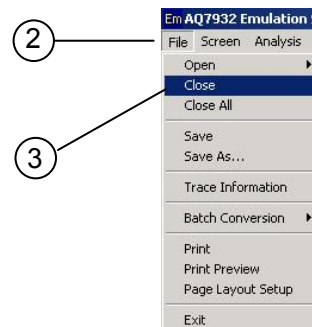 Em AQ7932 Emulation
2
File Screen Analysis
Open
Close
3
Close All
Save
Save As...
Trace Information
Batch Conversion
Print
Print Preview
Page Layout Setup
Exit